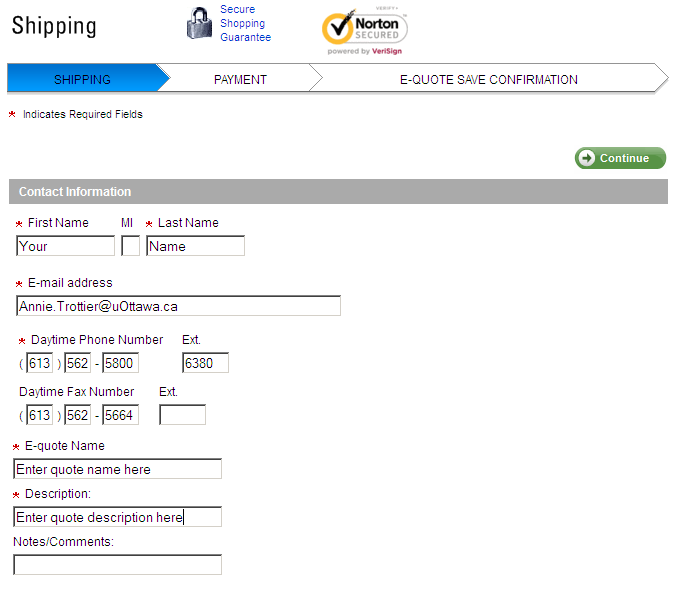 Shipping
Secure
Shopping
Guarantee
VERIFY
Norton
SECURED
powered by VeriSign
SHIPPING PAYMENT E-QUOTE SAVE CONFIRMATION
* Indicates Required Fields
Continue
Contact Information
* First Name MI * Last Name
Your Name
* E-mail address
Annie.Trottier@uOttawa.ca
* Daytime Phone Number Ext.
( 613 ) 562 - 5800 6380
Daytime Fax Number Ext.
( 613 ) 562 - 5664
* E-quote Name
Enter quote name here
* Description:
Enter quote description here
Notes/Comments: